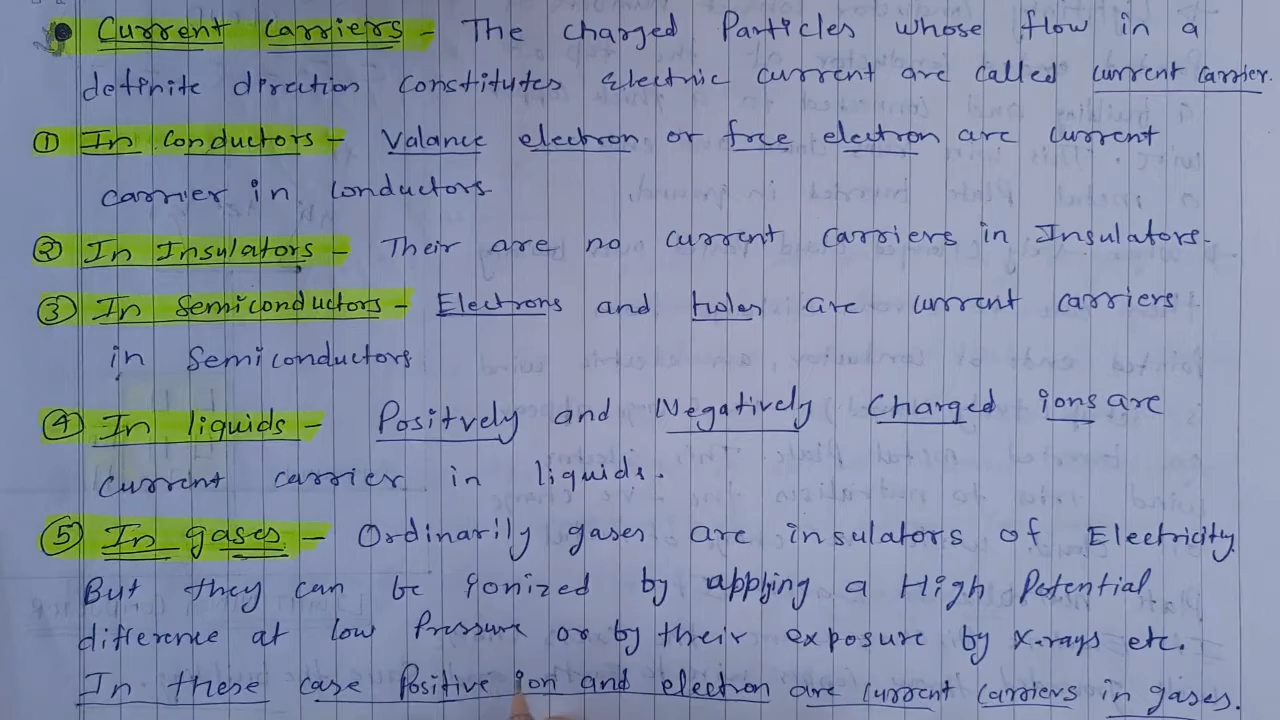 • Current carriers - The charged Particles whose flow in a
definite direction constitutes Electric current are called current carrier.
① In conductors - Valance electron or free electron are current
carrier in conductors
② In Insulators - Their are no current carriers in Insulators.
③ In Semiconductors - Electrons and holes are current carriers
in Semiconductors
④ In liquids - Positvely and Negatively Charged ions are
current carrier in liquids.
⑤ In gases - Ordinarily gases are insulators of Electricity.
But they can be ionized by applying a High Potential
difference at low Pressure or by their exposure by X-rays etc.
In these case Positive ion and electron are current carriers in gases.